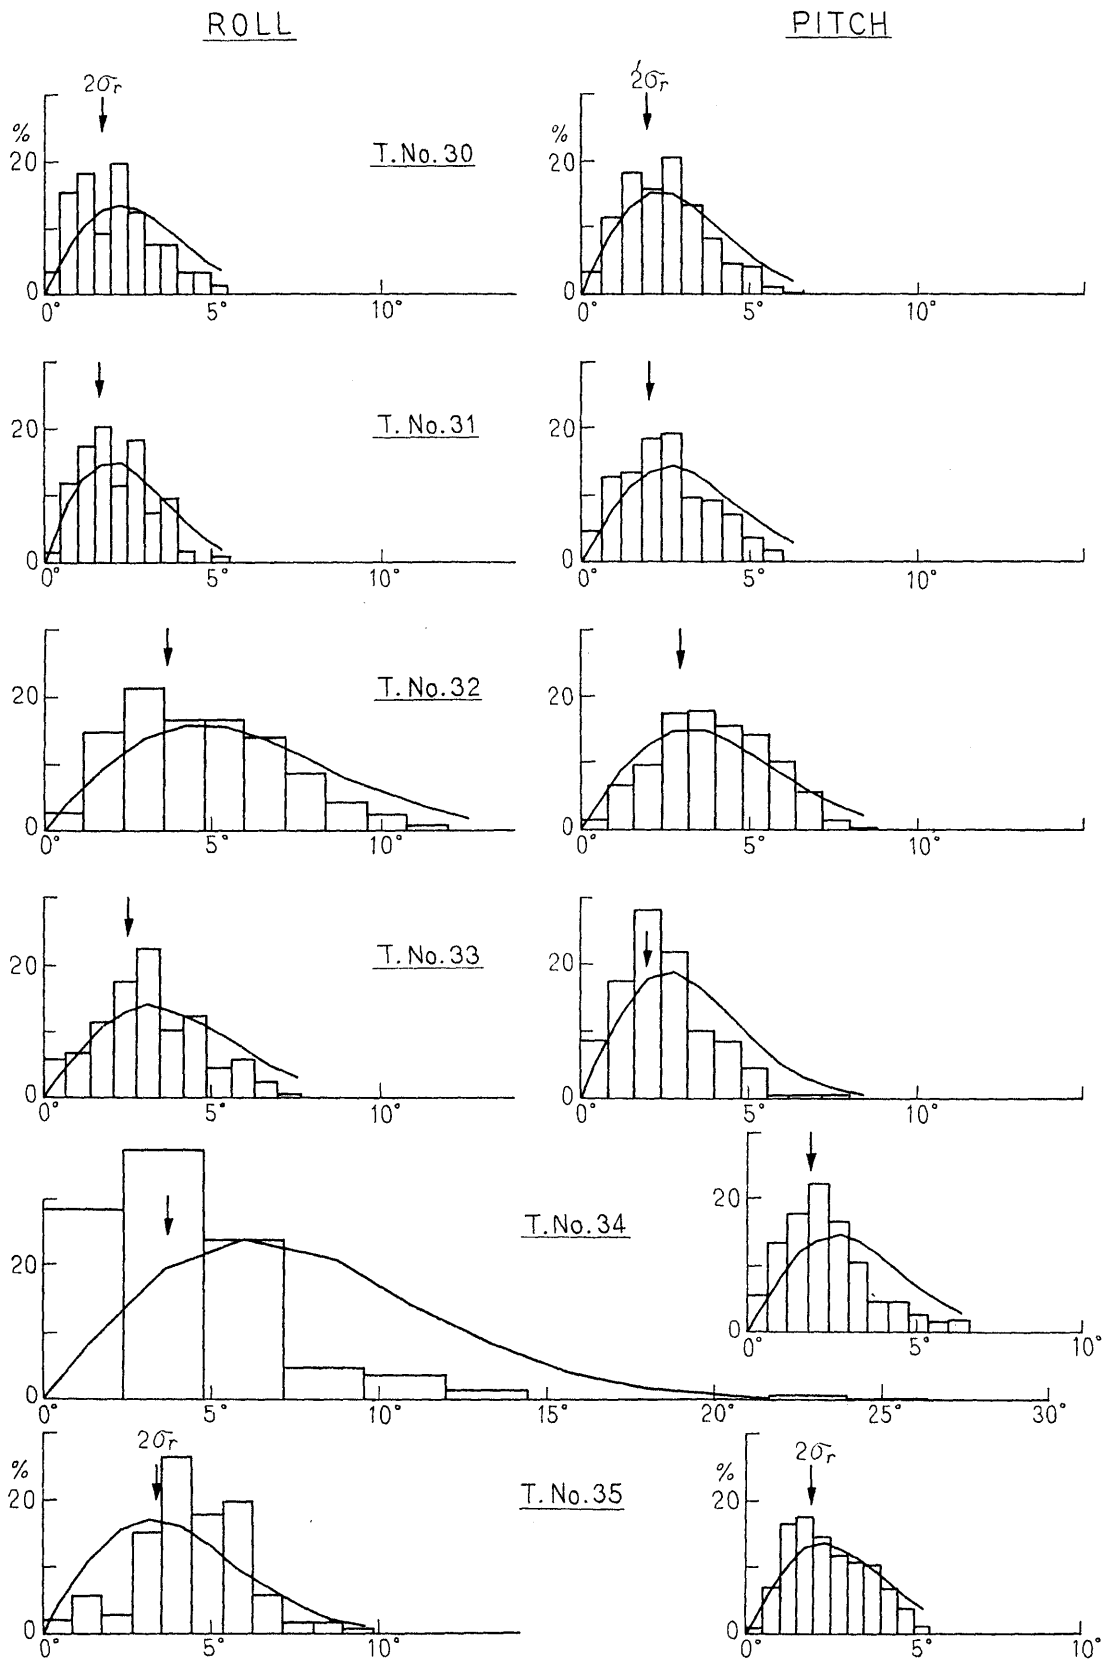 ROLL PITCH
2σr 2σr
% %
20 T.No.30 20
0 0
0° 5° 10° 0° 5° 10°
20 T.No.31 20
0 0
0° 5° 10° 0° 5° 10°
20 T.No.32 20
0 0
0° 5° 10° 0° 5° 10°
20 T.No.33 20
0 0
0° 5° 10° 0° 5° 10°
20 T.No.34 20
0 0
0° 5° 10°
0° 5° 10° 15° 20° 25° 30°
2σr 2σr
% %
20 T.No.35 20
0 0
0° 5° 10° 0° 5° 10°